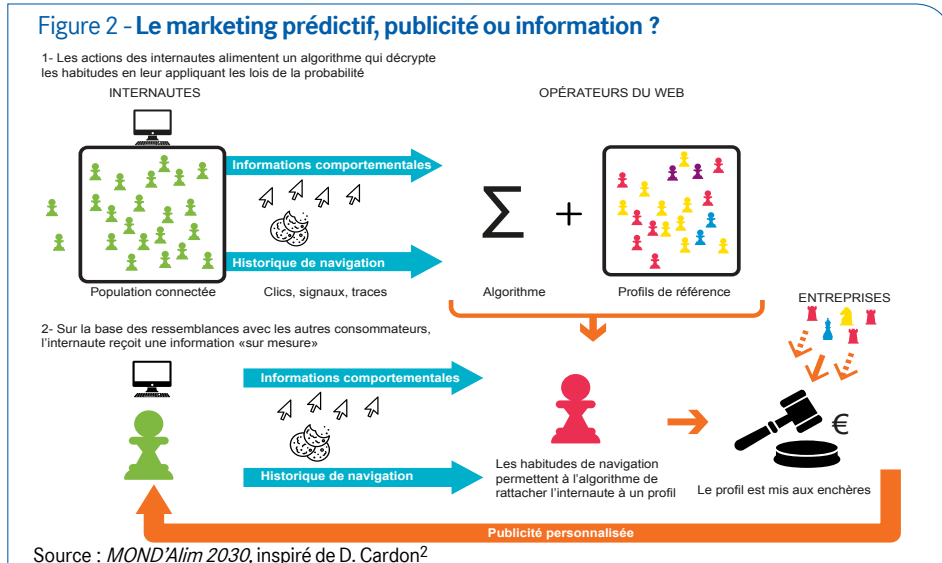 Figure 2 - Le marketing prédictif, publicité ou information ?
1- Les actions des internautes alimentent un algorithme qui décrypte
les habitudes en leur appliquant les lois de la probabilité
INTERNAUTES
OPÉRATEURS DU WEB
Informations comportementales
Σ +
Historique de navigation
Population connectée
Clics, signaux, traces
Algorithme
Profils de référence
ENTREPRISES
2- Sur la base des ressemblances avec les autres consommateurs,
l'internaute reçoit une information «sur mesure»
Informations comportementales
€
Historique de navigation
Les habitudes de navigation
permettent à l'algorithme de
rattacher l'internaute à un profil
Le profil est mis aux enchères
Publicité personnalisée
Source : MOND'Alim 2030, inspiré de D. Cardon²